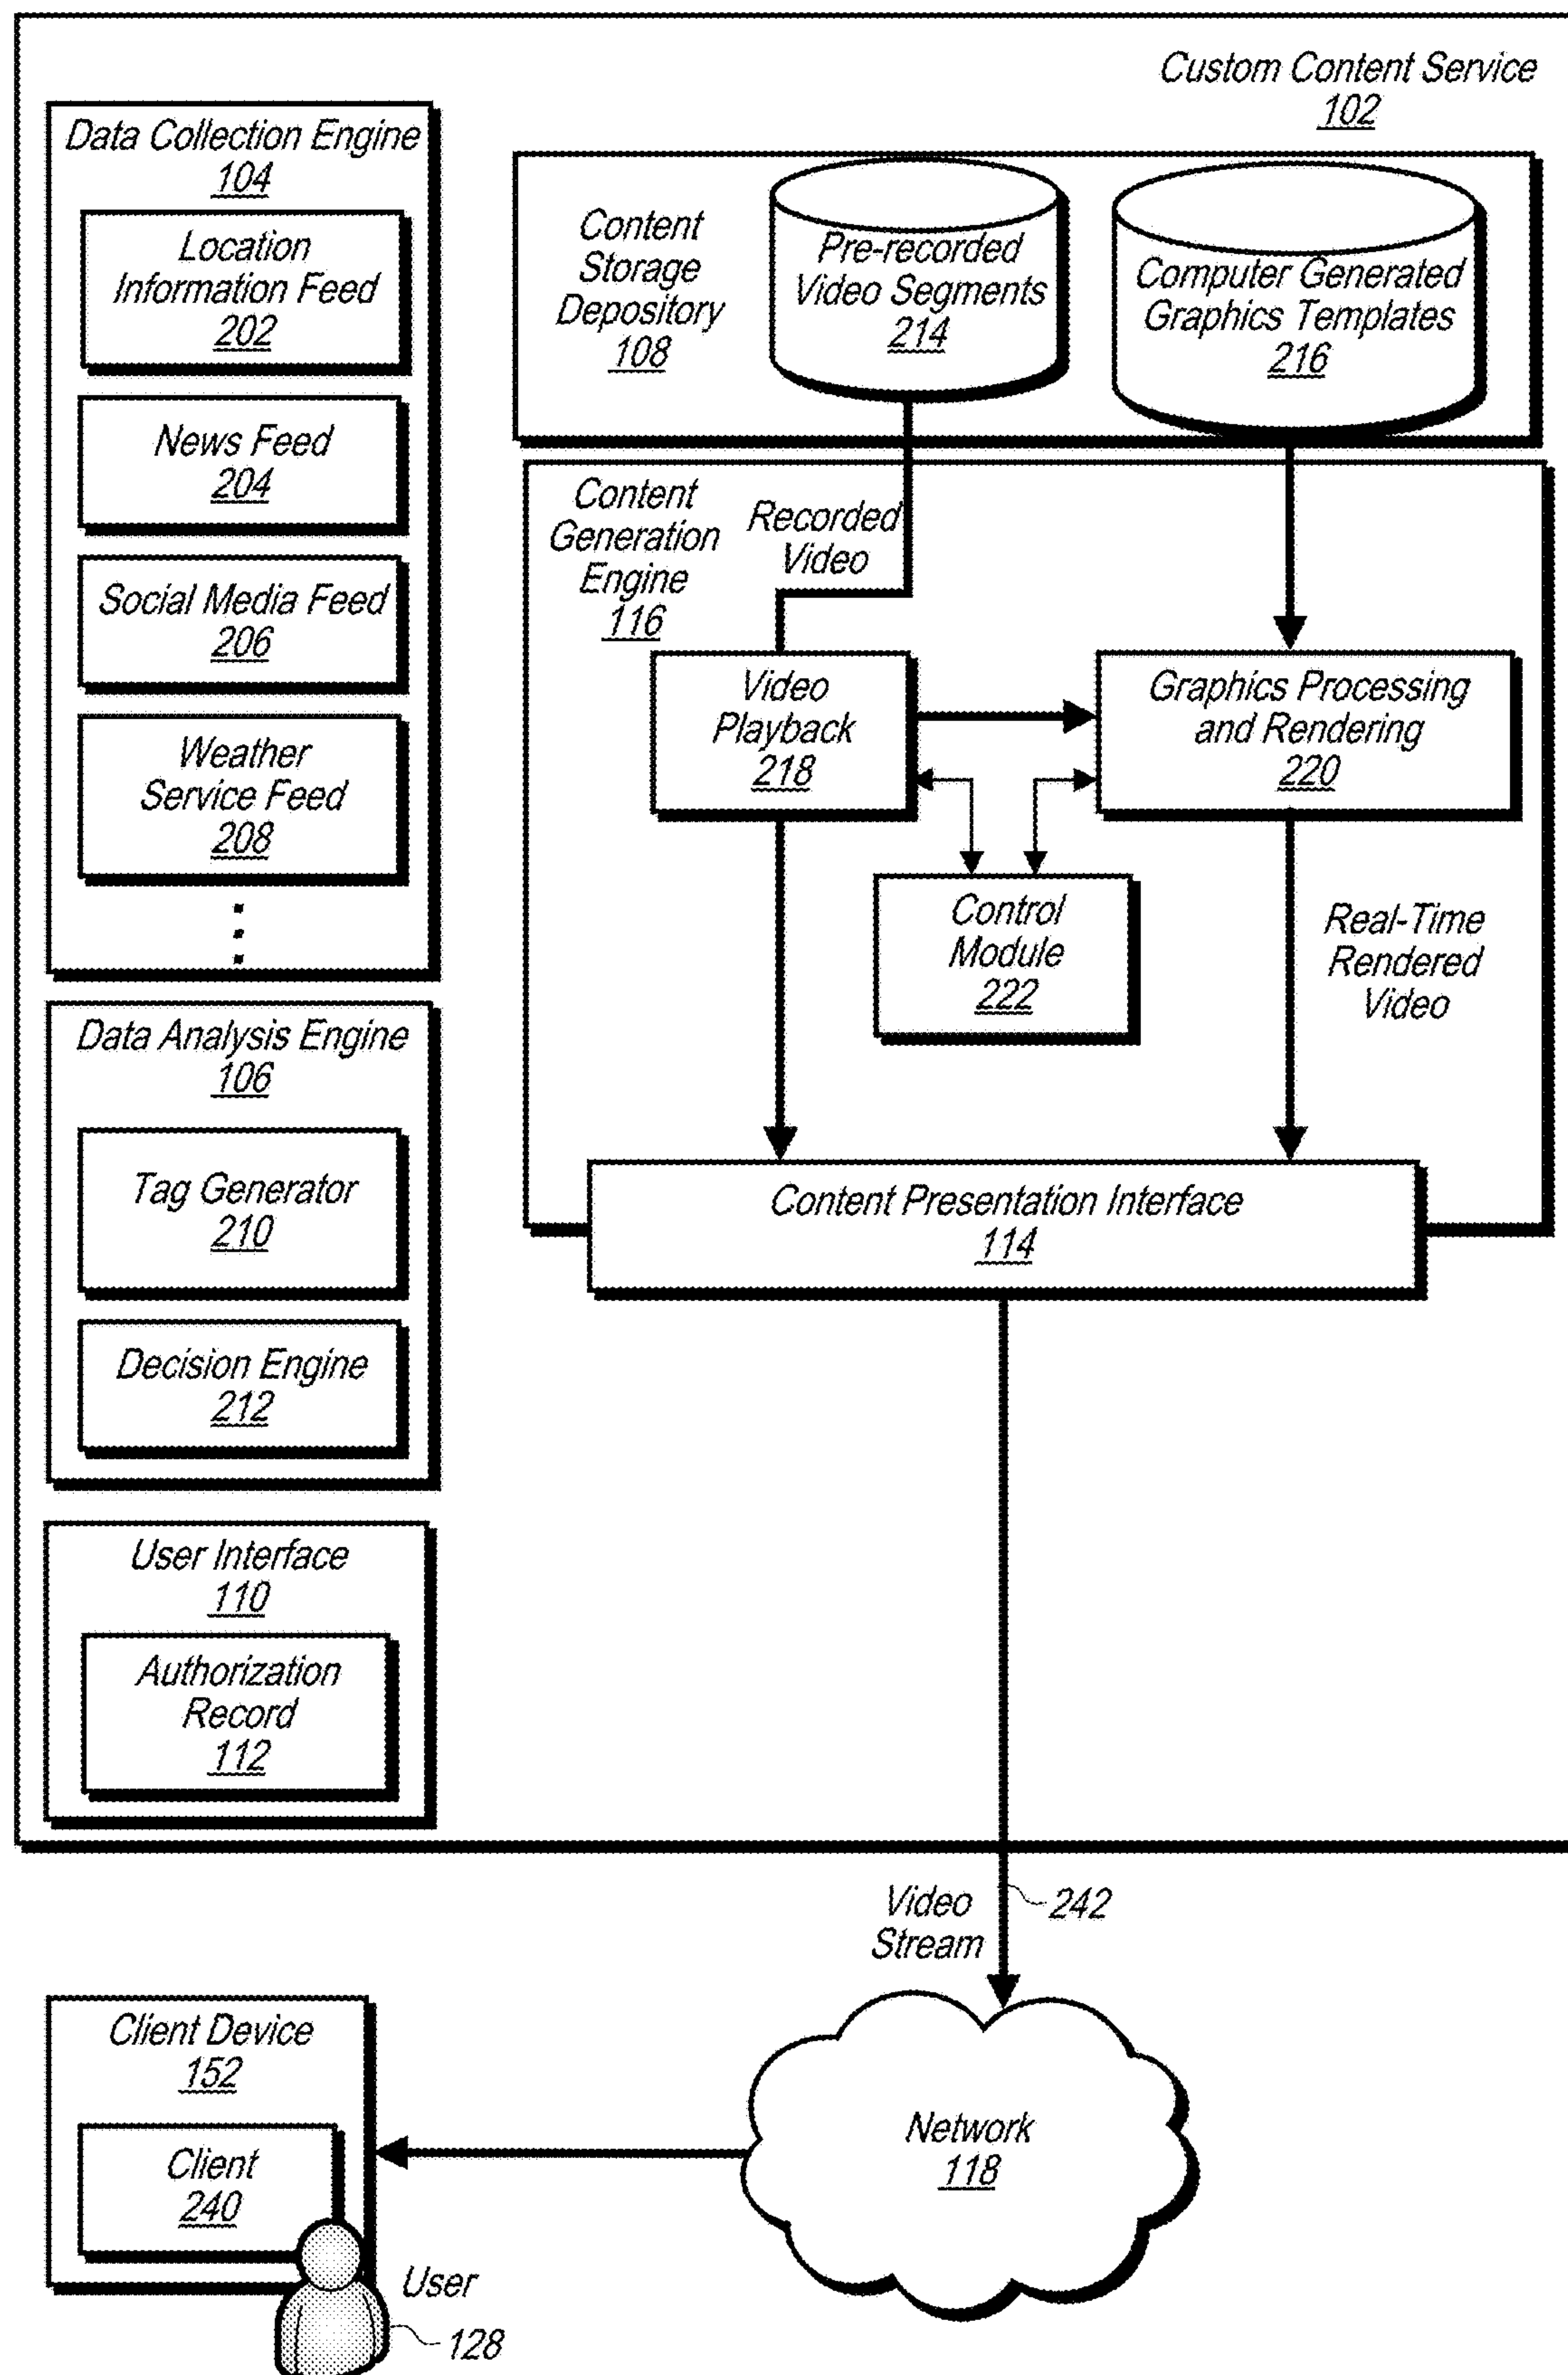 Custom Content Service
102
Data Collection Engine
104
Location
Information Feed
202
News Feed
204
Social Media Feed
206
Weather
Service Feed
208
Data Analysis Engine
106
Tag Generator
210
Decision Engine
212
User Interface
110
Authorization
Record
112
Content
Storage
Depository
108
Pre-recorded
Video Segments
214
Computer Generated
Graphics Templates
216
Content
Generation
Engine
116
Recorded
Video
Video
Playback
218
Graphics Processing
and Rendering
220
Control
Module
222
Real-Time
Rendered
Video
Content Presentation Interface
114
Video
Stream
242
Client Device
152
Client
240
User
128
Network
118